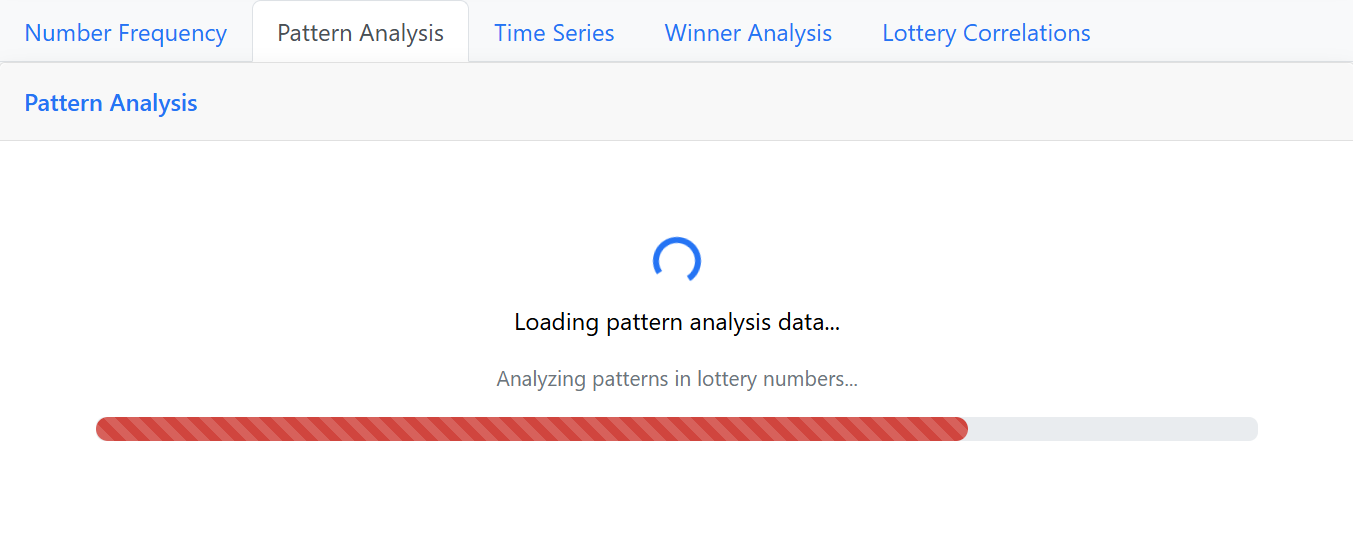 Number Frequency Pattern Analysis Time Series Winner Analysis Lottery Correlations
Pattern Analysis
Loading pattern analysis data...
Analyzing patterns in lottery numbers...